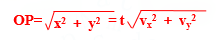 OP=√x² + y² = t√vₓ² + vᵧ²